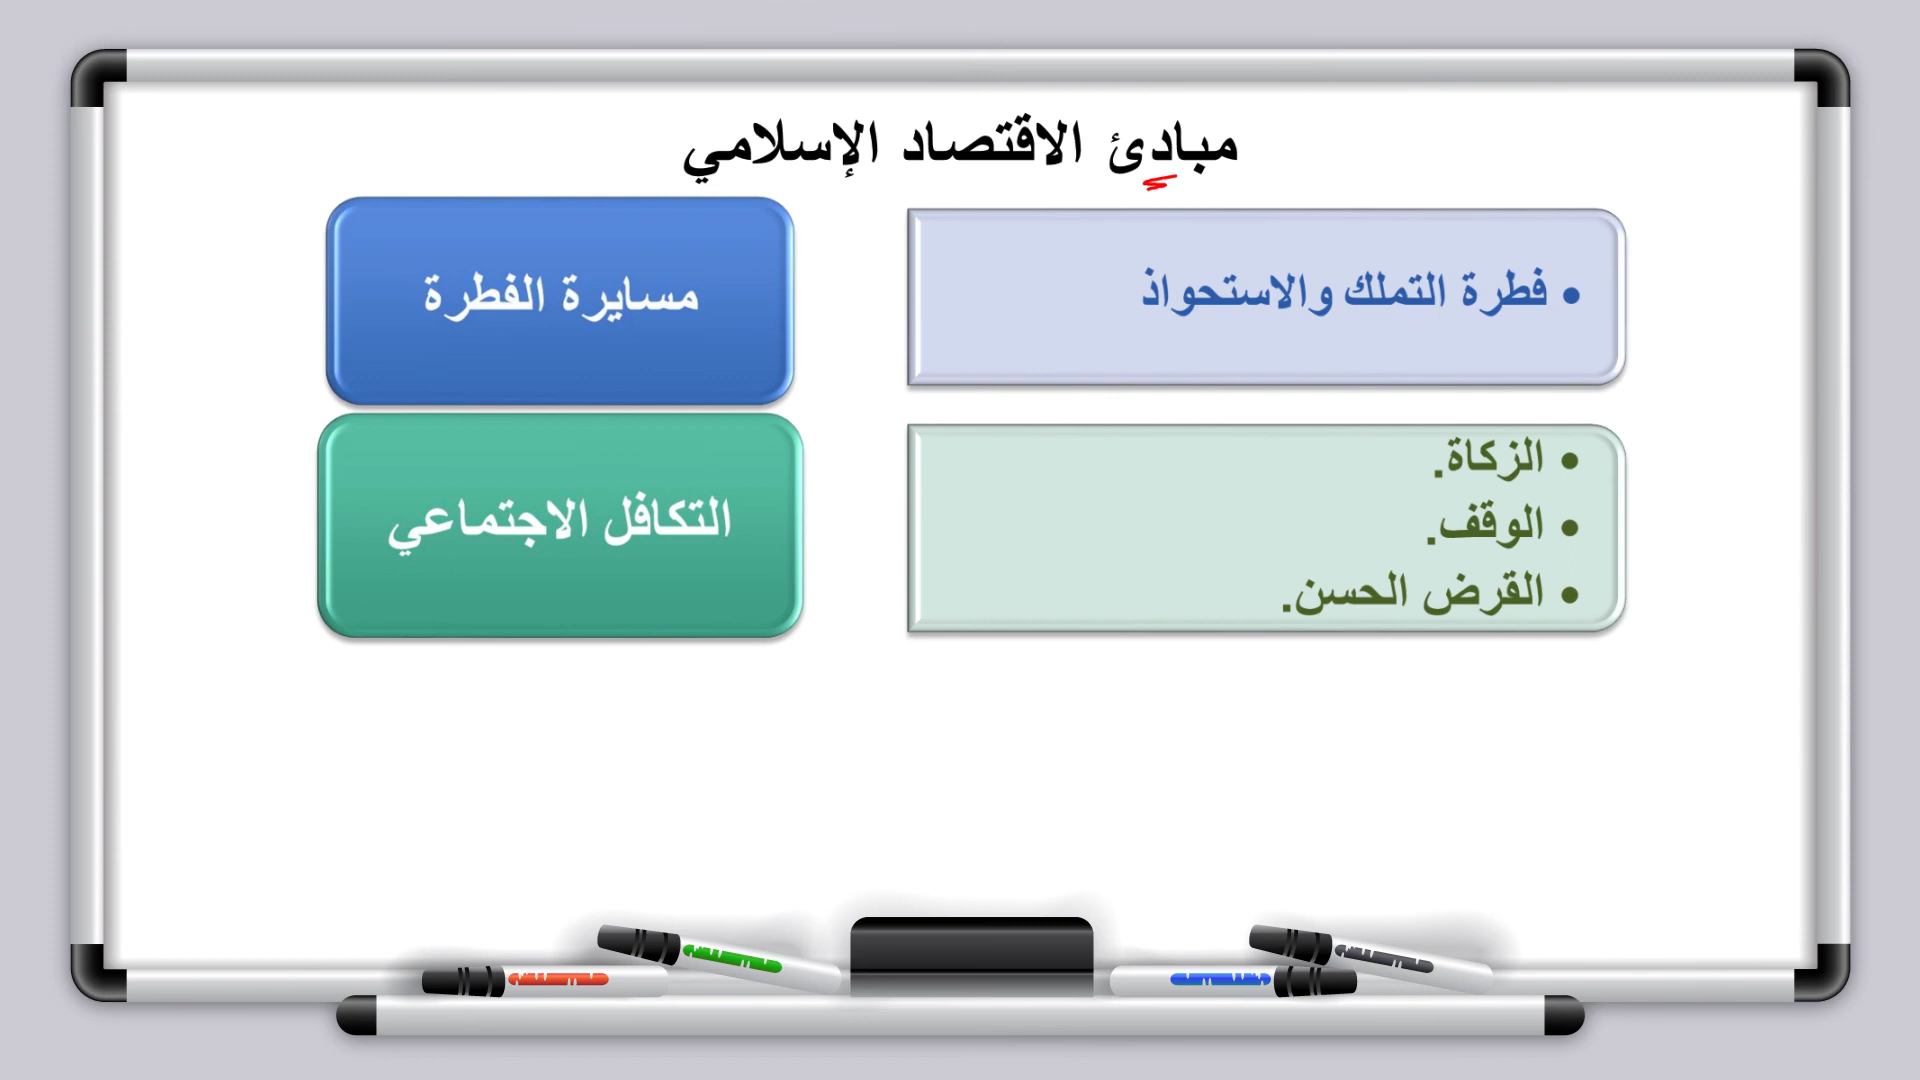 مبادئ الاقتصاد الإسلامي
• فطرة التملك والاستحواذ
مسايرة الفطرة
• الزكاة.
• الوقف.
• القرض الحسن.
التكافل الاجتماعي